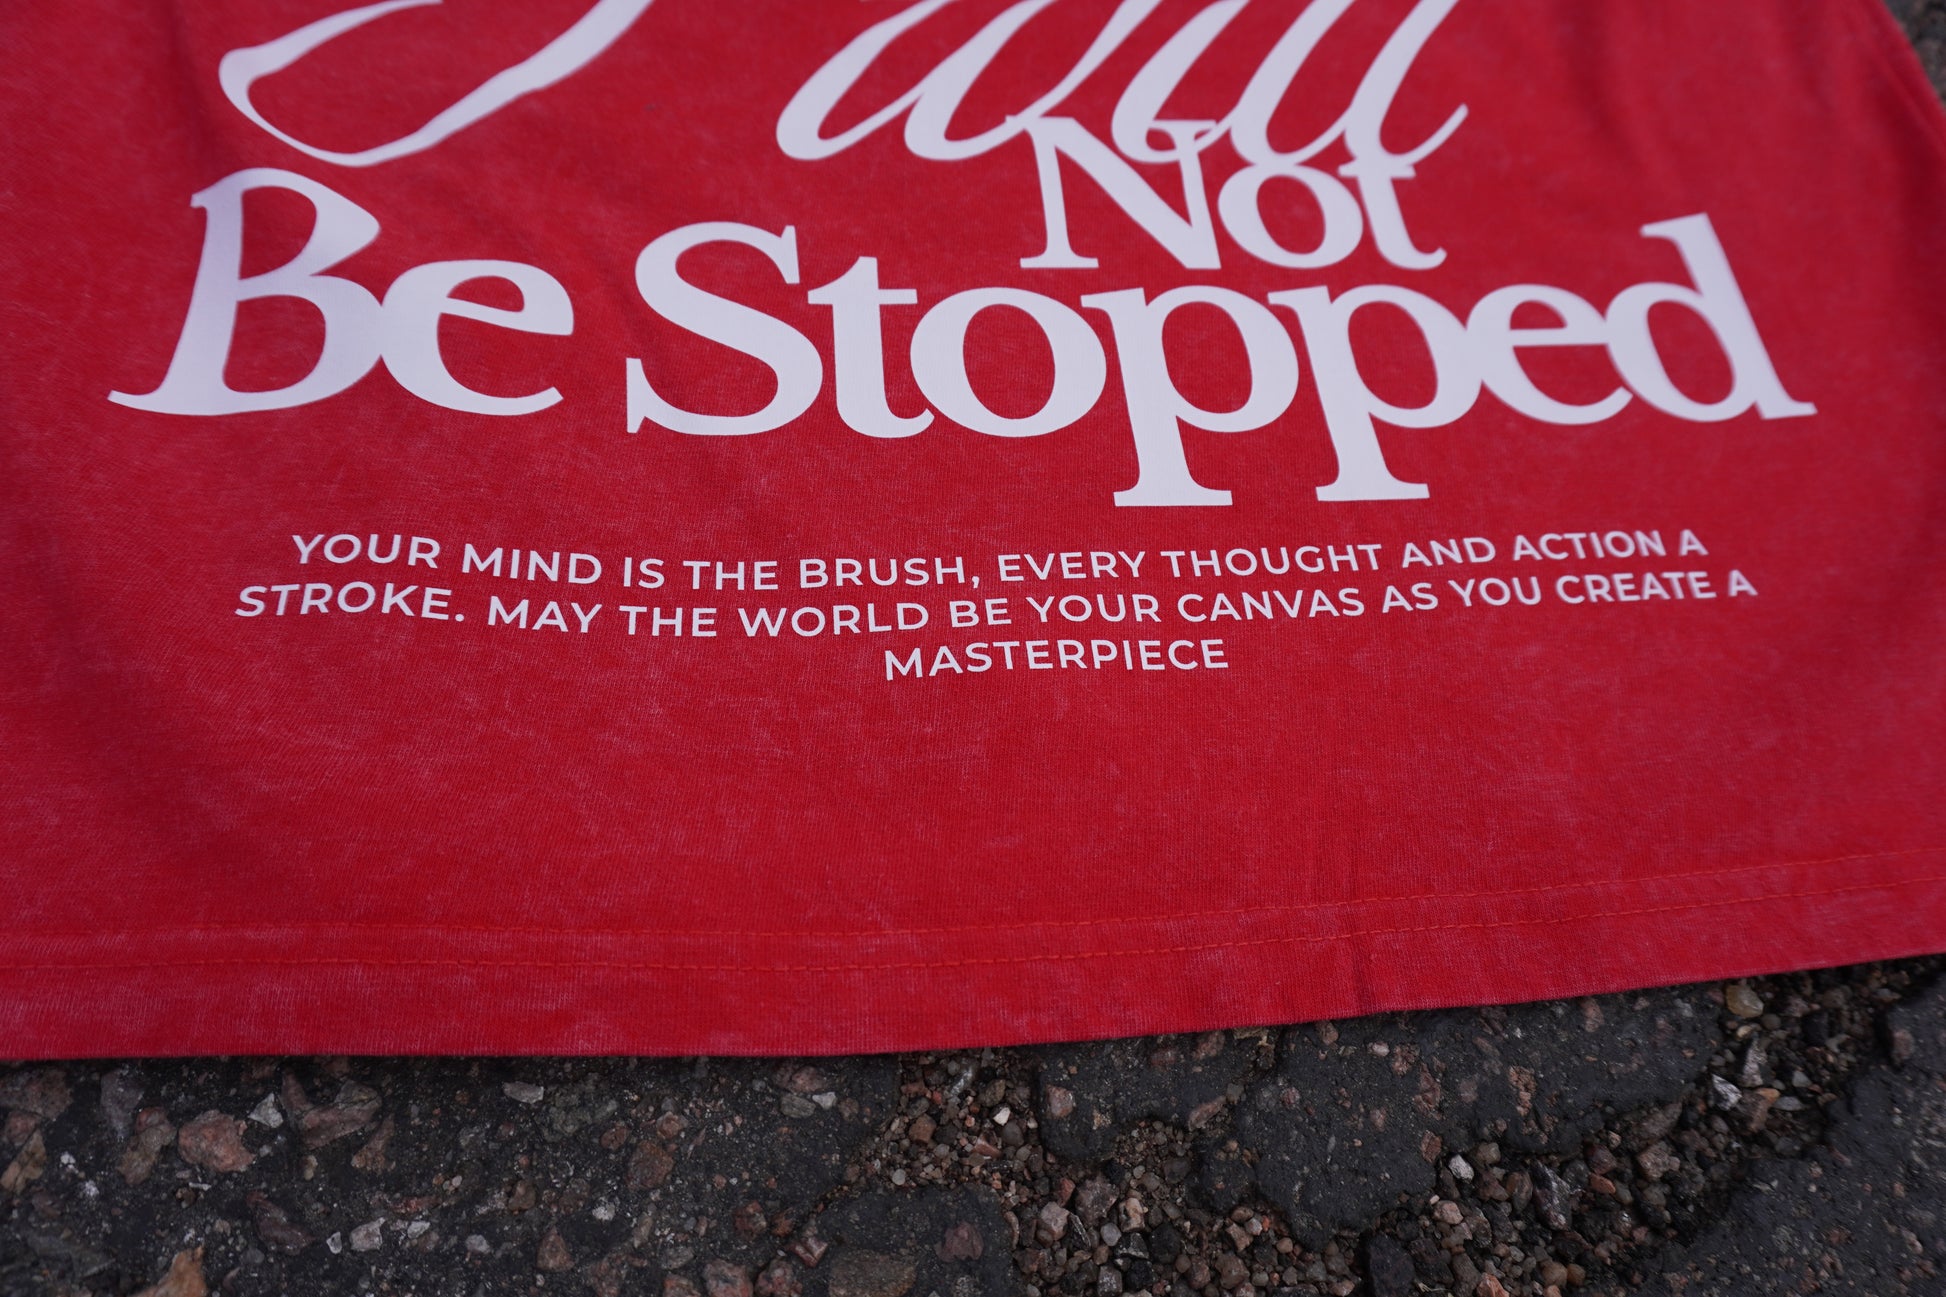 I will
Not
Be Stopped
YOUR MIND IS THE BRUSH, EVERY THOUGHT AND ACTION A
STROKE. MAY THE WORLD BE YOUR CANVAS AS YOU CREATE A
MASTERPIECE